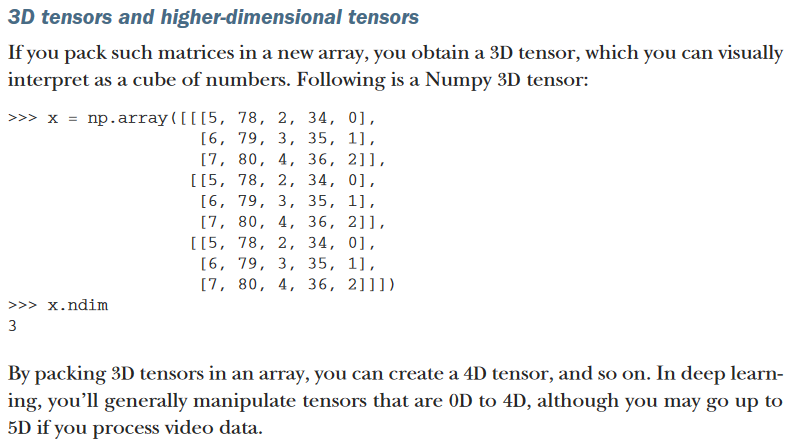 3D tensors and higher-dimensional tensors
If you pack such matrices in a new array, you obtain a 3D tensor, which you can visually
interpret as a cube of numbers. Following is a Numpy 3D tensor:
>>> x = np.array([[[5, 78, 2, 34, 0],
[6, 79, 3, 35, 1],
[7, 80, 4, 36, 2]],
[[5, 78, 2, 34, 0],
[6, 79, 3, 35, 1],
[7, 80, 4, 36, 2]],
[[5, 78, 2, 34, 0],
[6, 79, 3, 35, 1],
[7, 80, 4, 36, 2]]])
>>> x.ndim
3
By packing 3D tensors in an array, you can create a 4D tensor, and so on. In deep learn-
ing, you’ll generally manipulate tensors that are 0D to 4D, although you may go up to
5D if you process video data.